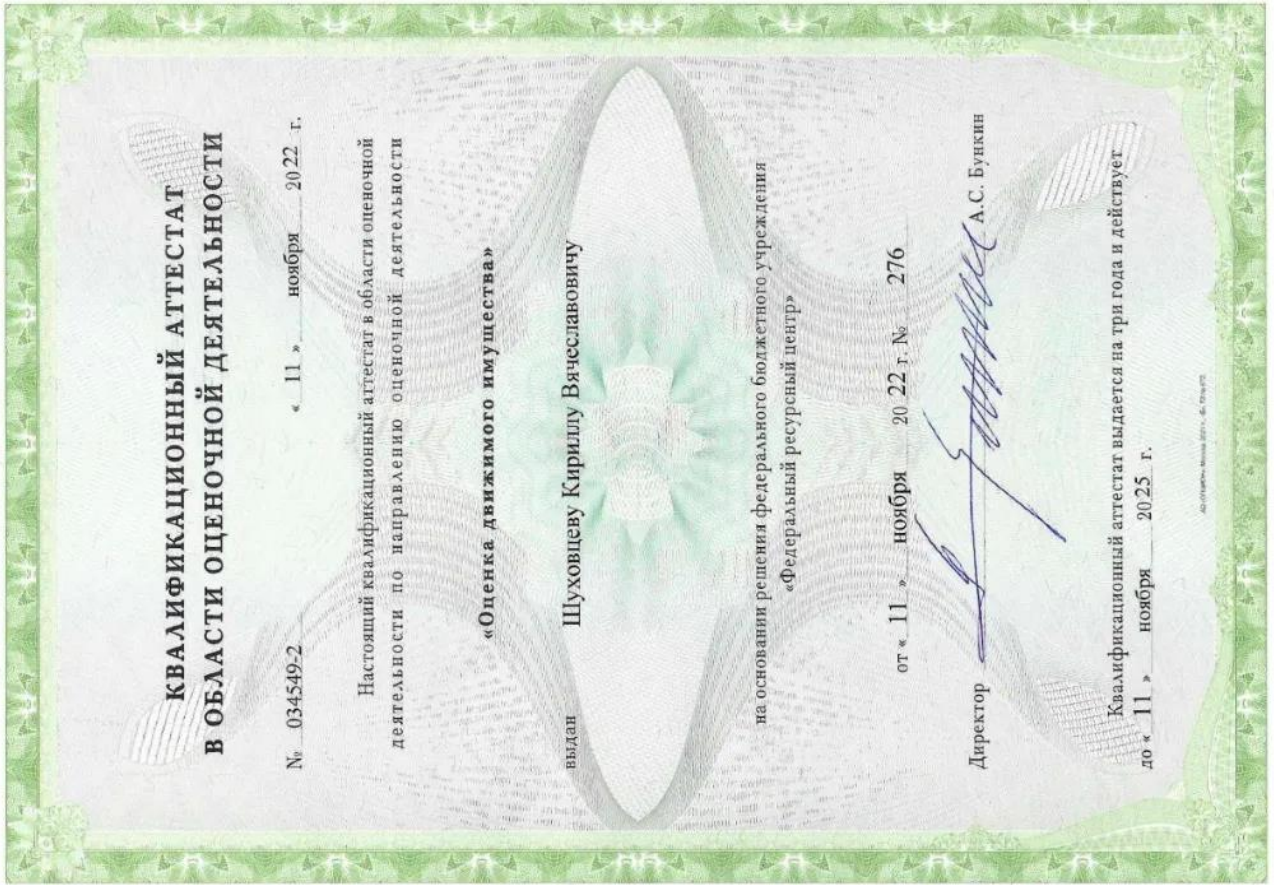 КВАЛИФИКАЦИОННЫЙ АТТЕСТАТ
В ОБЛАСТИ ОЦЕНОЧНОЙ ДЕЯТЕЛЬНОСТИ
№ 034549-2 « 11 » ноября 2022 г.
Настоящий квалификационный аттестат в области оценочной
деятельности по направлению оценочной деятельности
«Оценка движимого имущества»
выдан Шуховцеву Кириллу Вячеславовичу
на основании решения федерального бюджетного учреждения
«Федеральный ресурсный центр»
от « 11 » ноября 20 22 г. № 276
Директор А.С. Бункин
Квалификационный аттестат выдается на три года и действует
до « 11 » ноября 2025 г.